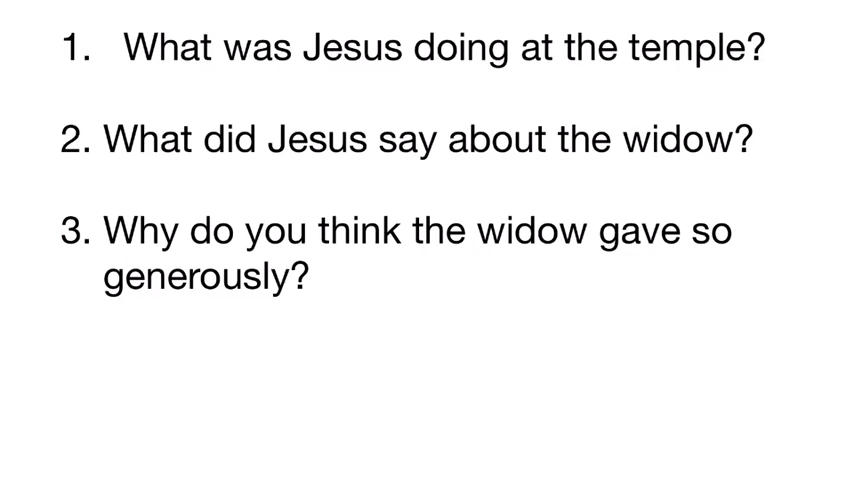 1. What was Jesus doing at the temple?
2. What did Jesus say about the widow?
3. Why do you think the widow gave so
generously?